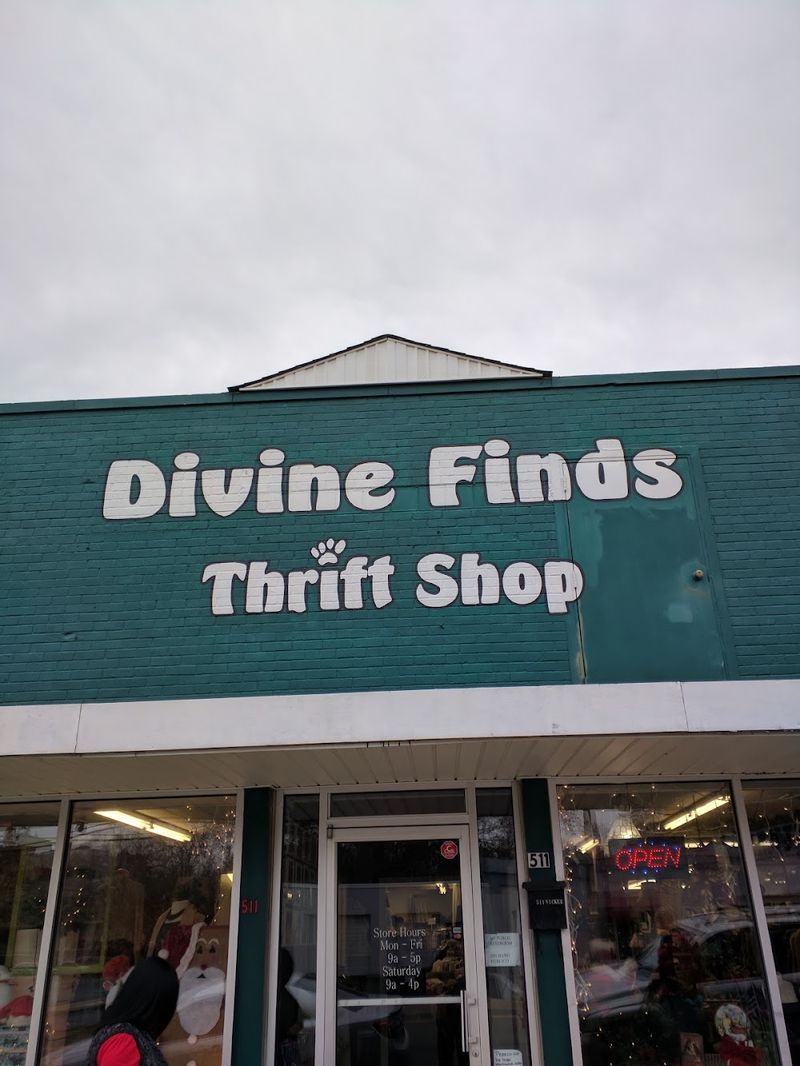 Divine Finds
Thrift Shop
511
OPEN
511
Store Hours
Mon - Fri
9a - 5p
Saturday
9a - 4p